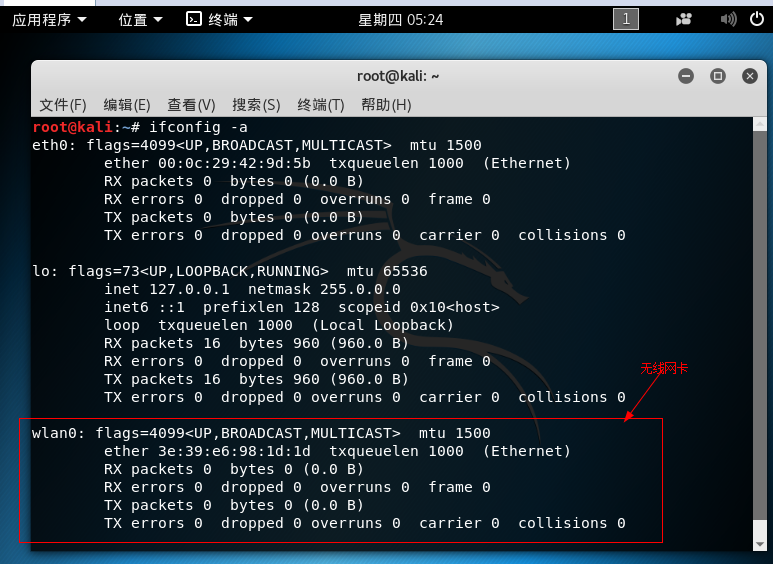 应用程序 位置 终端 星期四 05:24 1
root@kali: ~
文件(F) 编辑(E) 查看(V) 搜索(S) 终端(T) 帮助(H)
root@kali:~# ifconfig -a
eth0: flags=4099<UP,BROADCAST,MULTICAST>  mtu 1500
        ether 00:0c:29:42:9d:5b  txqueuelen 1000  (Ethernet)
        RX packets 0  bytes 0 (0.0 B)
        RX errors 0  dropped 0  overruns 0  frame 0
        TX packets 0  bytes 0 (0.0 B)
        TX errors 0  dropped 0 overruns 0  carrier 0  collisions 0
lo: flags=73<UP,LOOPBACK,RUNNING>  mtu 65536
        inet 127.0.0.1  netmask 255.0.0.0
        inet6 ::1  prefixlen 128  scopeid 0x10<host>
        loop  txqueuelen 1000  (Local Loopback)
        RX packets 16  bytes 960 (960.0 B)
        RX errors 0  dropped 0  overruns 0  frame 0
        TX packets 16  bytes 960 (960.0 B)
        TX errors 0  dropped 0 overruns 0  carrier 0  collisions 0
无线网卡
wlan0: flags=4099<UP,BROADCAST,MULTICAST>  mtu 1500
        ether 3e:39:e6:98:1d:1d  txqueuelen 1000  (Ethernet)
        RX packets 0  bytes 0 (0.0 B)
        RX errors 0  dropped 0  overruns 0  frame 0
        TX packets 0  bytes 0 (0.0 B)
        TX errors 0  dropped 0 overruns 0  carrier 0  collisions 0